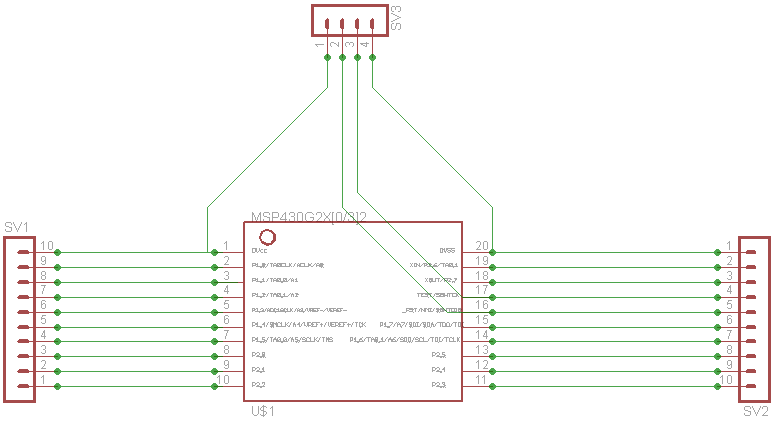 SV3
1
2
3
4
MSP430G2X[0/3]2
SV1
10 1 DVcc DVSS 20 1
9 2 P1_0/TA0CLK/ACLK/A0 XIN/P2_6/TA0_1 19 2
8 3 P1_1/TA0_0/A1 XOUT/P2_7 18 3
7 4 P1_2/TA0_1/A2 TEST/SBWTCK 17 4
6 5 P1_3/ADC10CLK/A3/VREF-/VEREF- _RST/NMI/SBWTDIO 16 5
5 6 P1_4/SMCLK/A4/VREF+/VEREF+/TCK P1_7/A7/SDI/SDA/TDO/TDI 15 6
4 7 P1_5/TA0_0/A5/SCLK/TMS P1_6/TA0_1/A6/SDO/SCL/TDI/TCLK 14 7
3 8 P2_0 P2_5 13 8
2 9 P2_1 P2_4 12 9
1 10 P2_2 P2_3 11 10
U$1
SV2